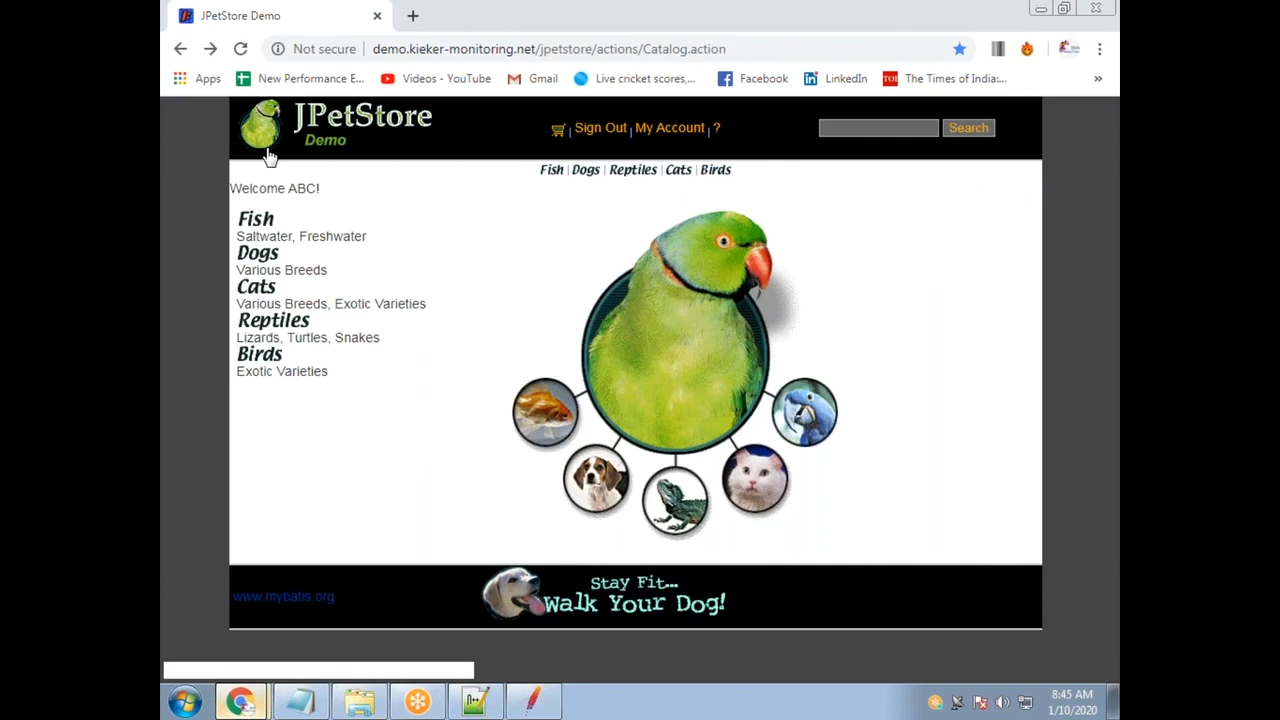 JPetStore Demo
Not secure | demo.kieker-monitoring.net/jpetstore/actions/Catalog.action
Apps New Performance E... Videos - YouTube Gmail Live cricket scores,... Facebook LinkedIn TOI The Times of India:... »
JPetStore
Demo
Sign Out | My Account | ?
Search
Fish | Dogs | Reptiles | Cats | Birds
Welcome ABC!
Fish
Saltwater, Freshwater
Dogs
Various Breeds
Cats
Various Breeds, Exotic Varieties
Reptiles
Lizards, Turtles, Snakes
Birds
Exotic Varieties
www.mybatis.org
Stay Fit...
Walk Your Dog!
8:45 AM
1/10/2020